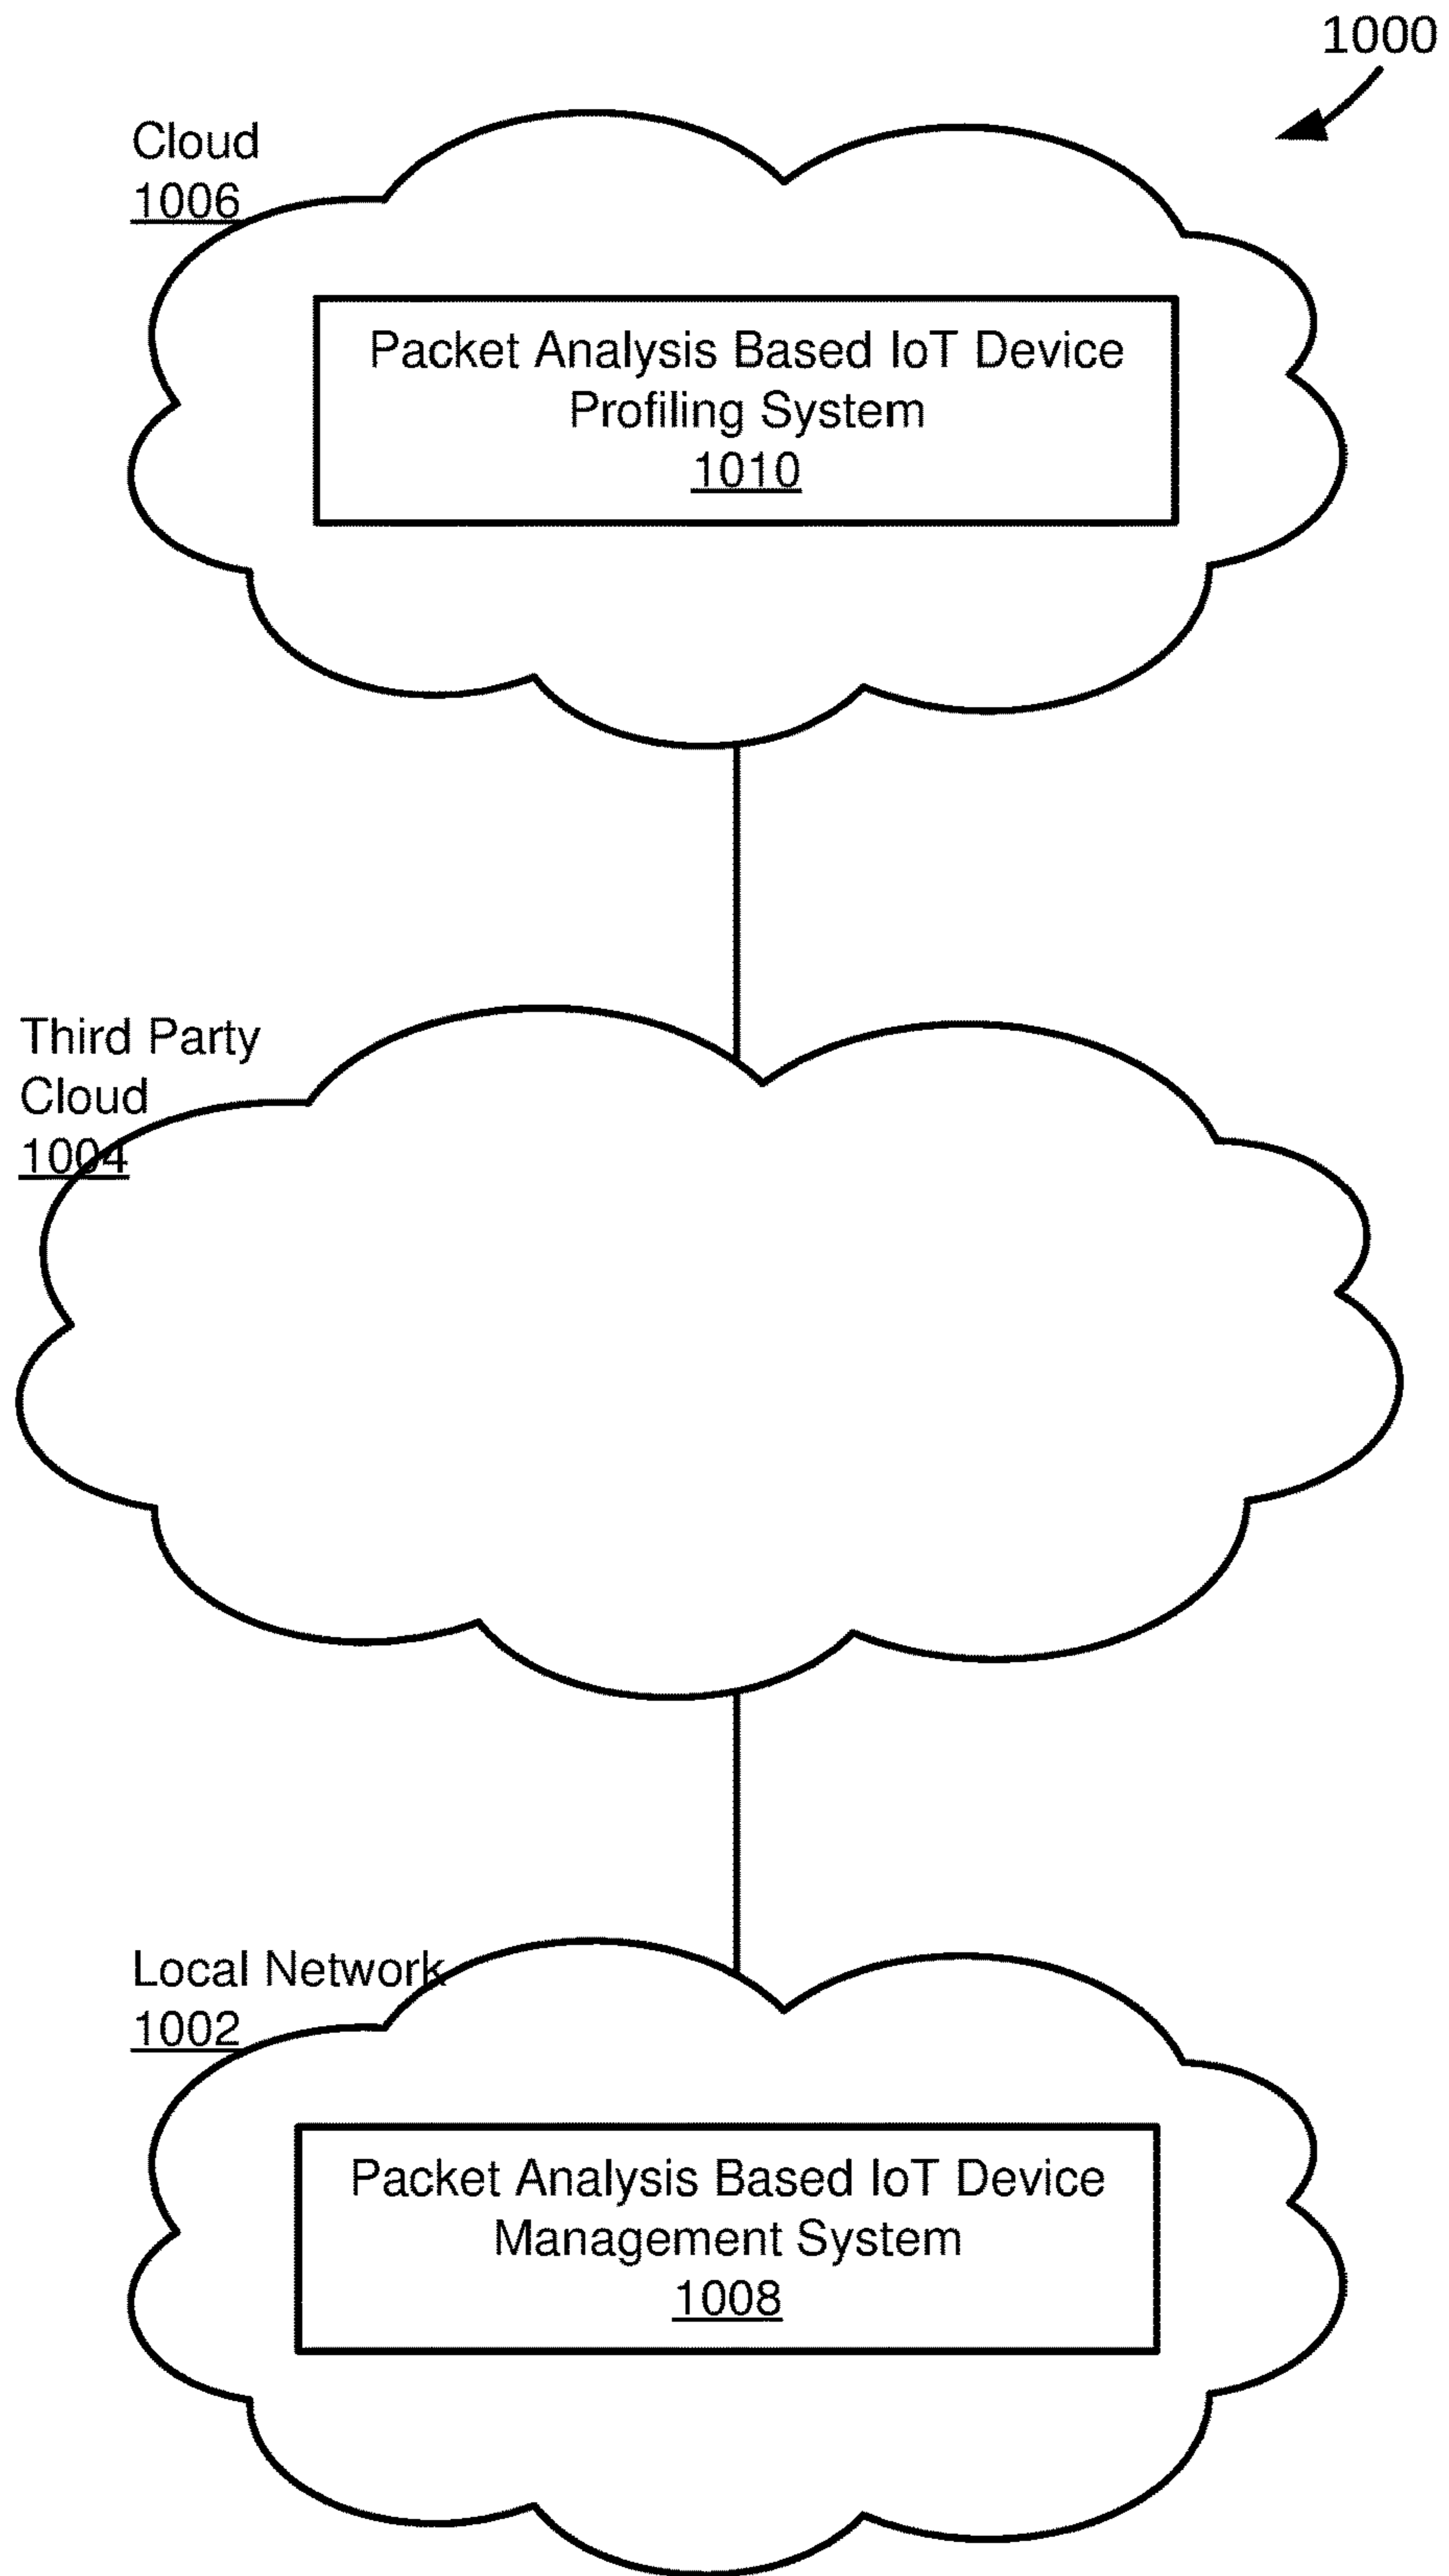 1000
Cloud
1006
Packet Analysis Based IoT Device
Profiling System
1010
Third Party
Cloud
1004
Local Network
1002
Packet Analysis Based IoT Device
Management System
1008